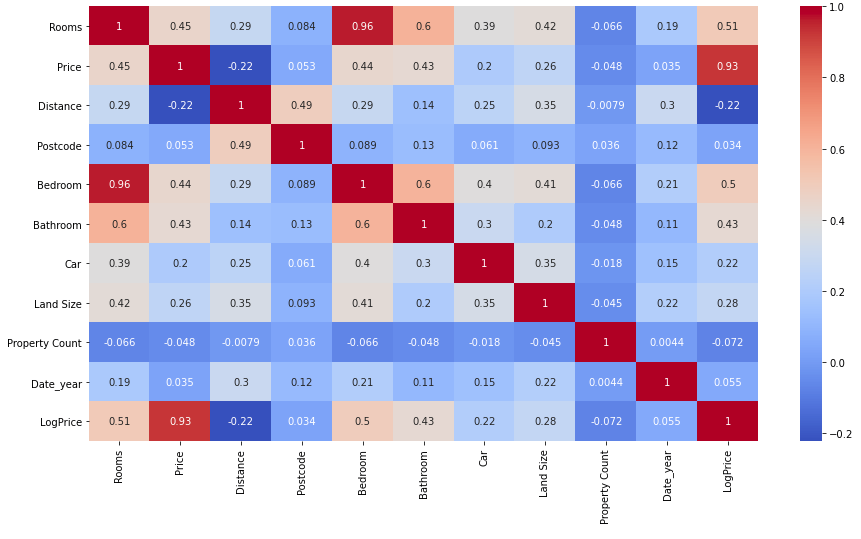 Rooms 1 0.45 0.29 0.084 0.96 0.6 0.39 0.42 -0.066 0.19 0.51
Price 0.45 1 -0.22 0.053 0.44 0.43 0.2 0.26 -0.048 0.035 0.93
Distance 0.29 -0.22 1 0.49 0.29 0.14 0.25 0.35 -0.0079 0.3 -0.22
Postcode 0.084 0.053 0.49 1 0.089 0.13 0.061 0.093 0.036 0.12 0.034
Bedroom 0.96 0.44 0.29 0.089 1 0.6 0.4 0.41 -0.066 0.21 0.5
Bathroom 0.6 0.43 0.14 0.13 0.6 1 0.3 0.2 -0.048 0.11 0.43
Car 0.39 0.2 0.25 0.061 0.4 0.3 1 0.35 -0.018 0.15 0.22
Land Size 0.42 0.26 0.35 0.093 0.41 0.2 0.35 1 -0.045 0.22 0.28
Property Count -0.066 -0.048 -0.0079 0.036 -0.066 -0.048 -0.018 -0.045 1 0.0044 -0.072
Date_year 0.19 0.035 0.3 0.12 0.21 0.11 0.15 0.22 0.0044 1 0.055
LogPrice 0.51 0.93 -0.22 0.034 0.5 0.43 0.22 0.28 -0.072 0.055 1
Rooms
Price
Distance
Postcode
Bedroom
Bathroom
Car
Land Size
Property Count
Date_year
LogPrice
1.0
0.8
0.6
0.4
0.2
0.0
-0.2